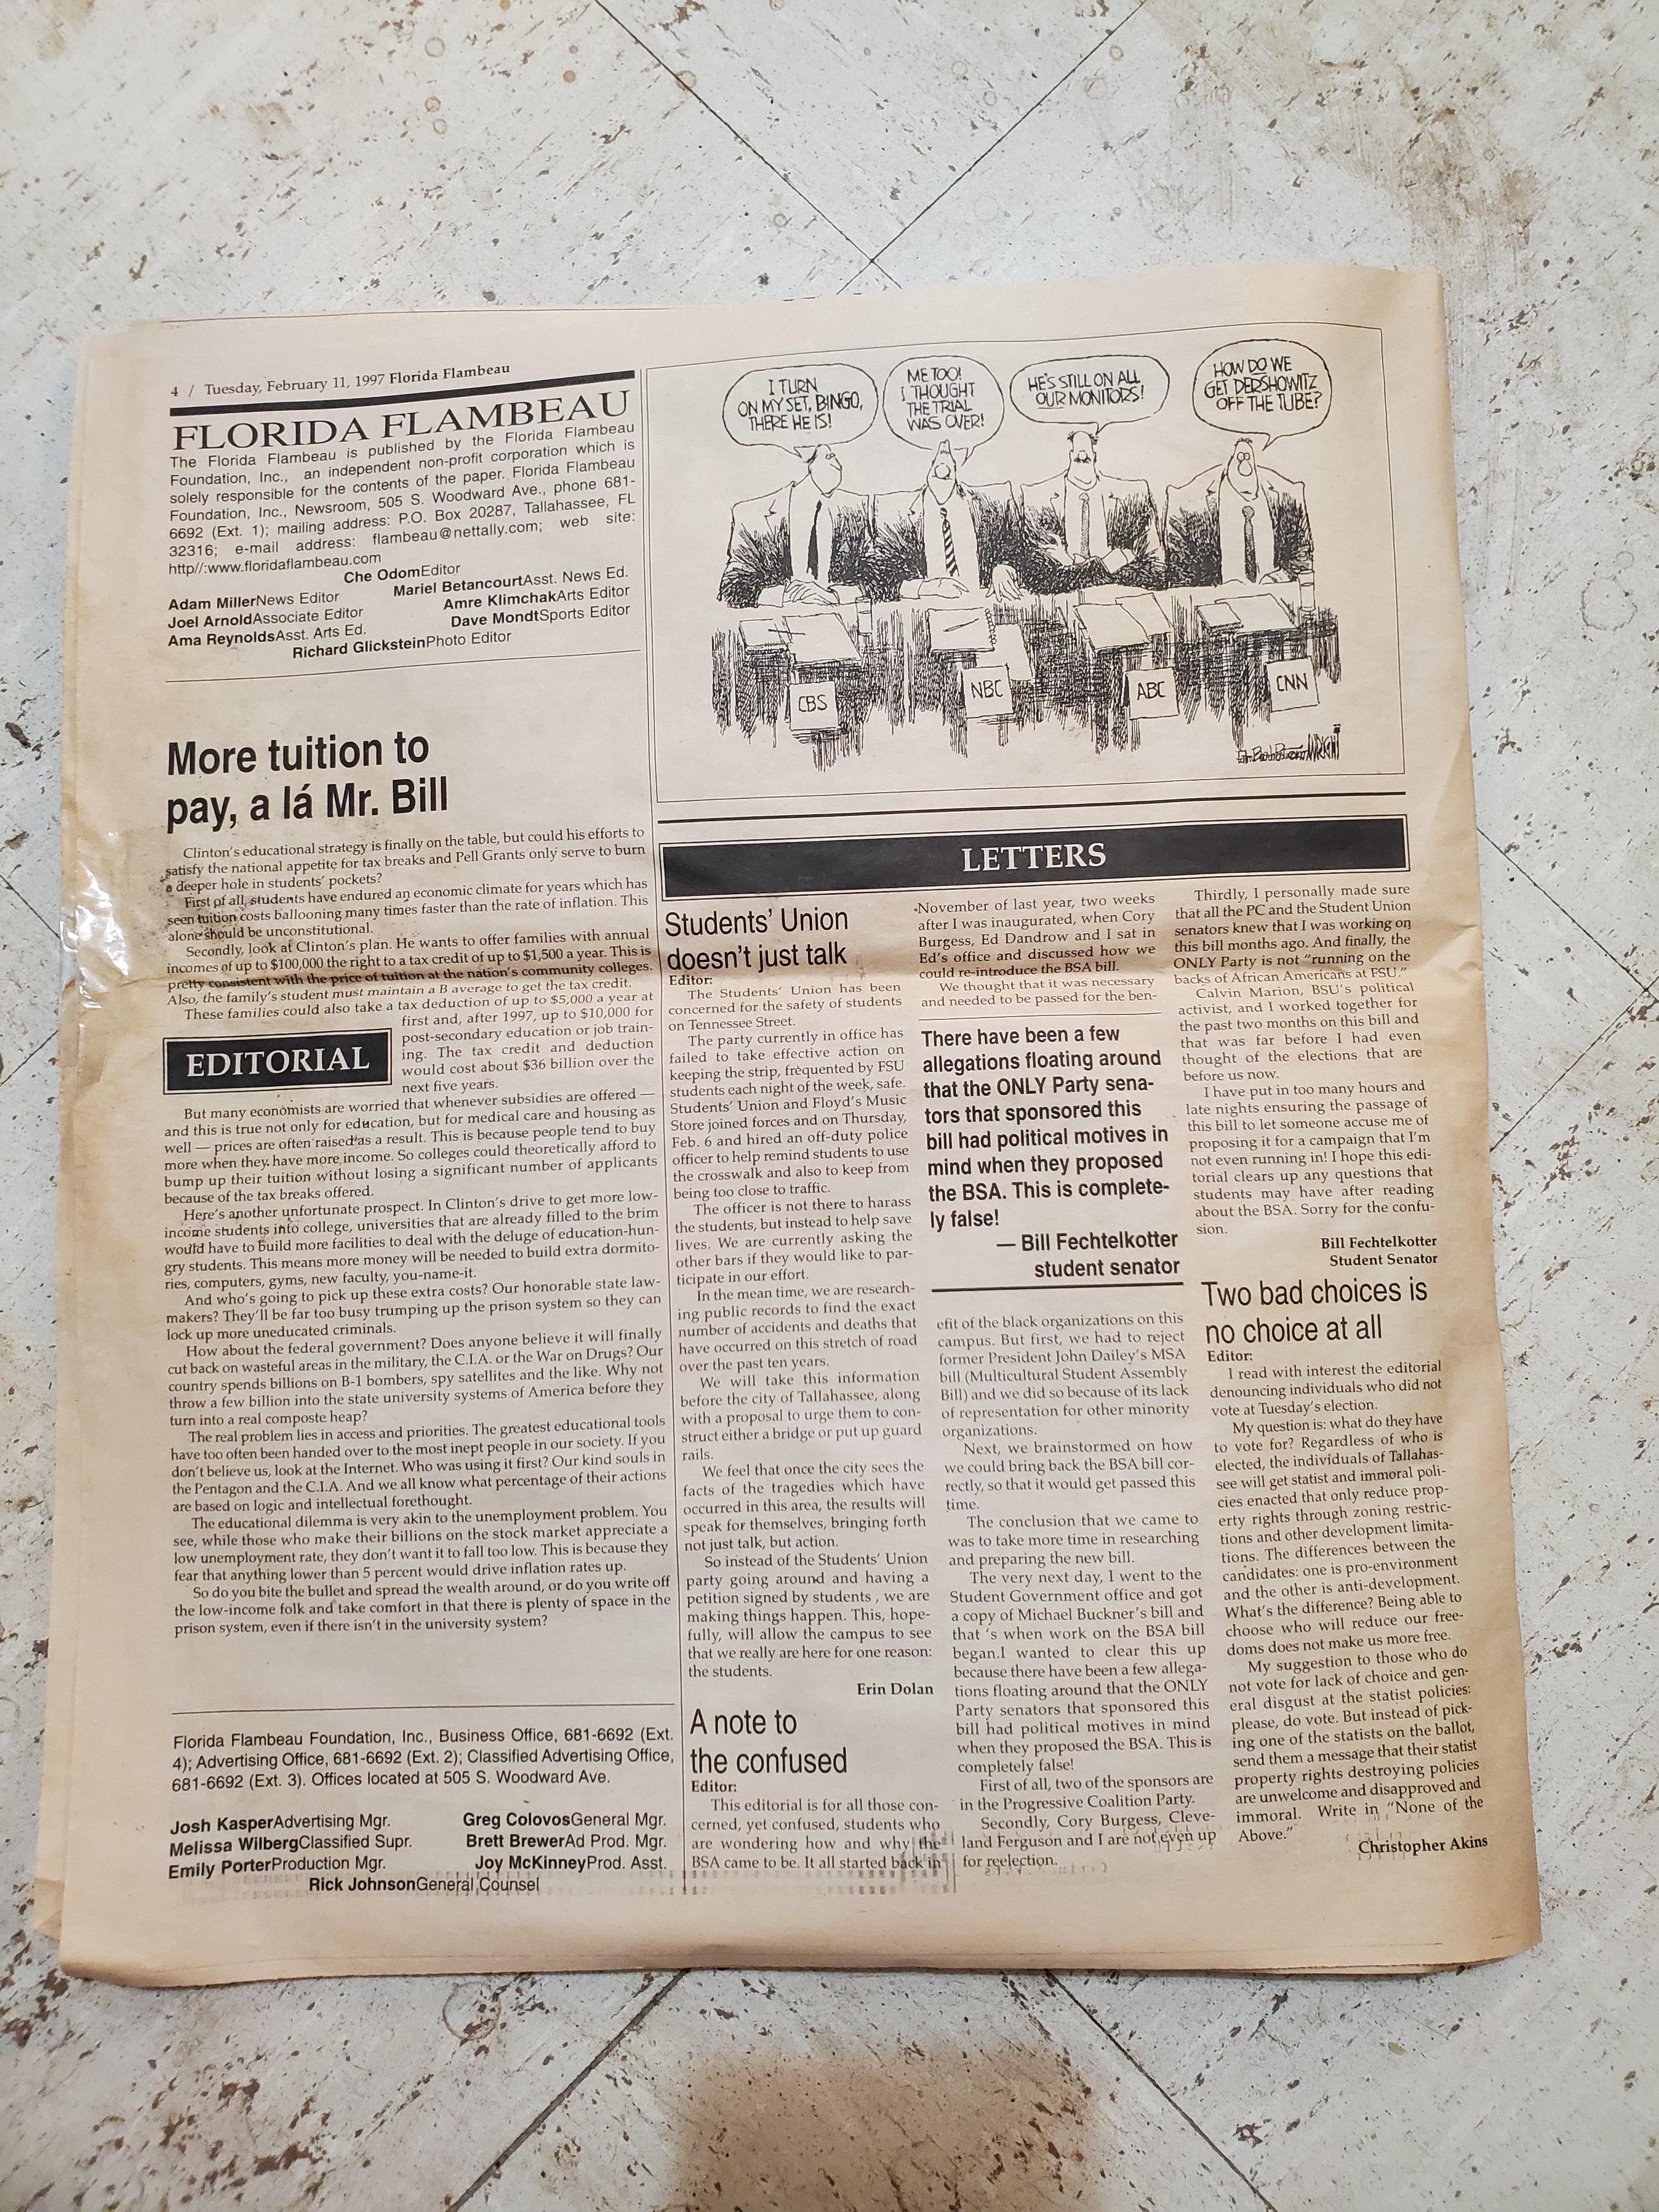 4 / Tuesday, February 11, 1997 Florida Flambeau
FLORIDA FLAMBEAU
The Florida Flambeau is published by the Florida Flambeau
Foundation, Inc., an independent non-profit corporation which is
solely responsible for the contents of the paper. Florida Flambeau
Foundation, Inc., Newsroom, 505 S. Woodward Ave., phone 681-
6692 (Ext. 1); mailing address: P.O. Box 20287, Tallahassee, FL
32316; e-mail address: flambeau@nettally.com; web site:
http//:www.floridaflambeau.com
Che OdomEditor
Adam MillerNews Editor
Mariel BetancourtAsst. News Ed.
Joel ArnoldAssociate Editor
Amre KlimchakArts Editor
Ama ReynoldsAsst. Arts Ed.
Dave MondtSports Editor
Richard GlicksteinPhoto Editor
I TURN
ON MY SET, BINGO,
THERE HE IS!
ME TOO!
I THOUGHT
THE TRIAL
WAS OVER!
HE'S STILL ON ALL
OUR MONITORS!
HOW DO WE
GET DERSHOWITZ
OFF THE TUBE?
CBS
NBC
ABC
CNN
WRIGHT
More tuition to
pay, a lá Mr. Bill
Clinton's educational strategy is finally on the table, but could his efforts to
satisfy the national appetite for tax breaks and Pell Grants only serve to burn
a deeper hole in students' pockets?
First of all, students have endured an economic climate for years which has
seen tuition costs ballooning many times faster than the rate of inflation. This
alone should be unconstitutional.
Secondly, look at Clinton's plan. He wants to offer families with annual
incomes of up to $100,000 the right to a tax credit of up to $1,500 a year. This is
pretty consistent with the price of tuition at the nation's community colleges.
Also, the family's student must maintain a B average to get the tax credit.
These families could also take a tax deduction of up to $5,000 a year at
first and, after 1997, up to $10,000 for
post-secondary education or job train-
ing. The tax credit and deduction
would cost about $36 billion over the
next five years.
EDITORIAL
But many economists are worried that whenever subsidies are offered —
and this is true not only for education, but for medical care and housing as
well — prices are often raised as a result. This is because people tend to buy
more when they have more income. So colleges could theoretically afford to
bump up their tuition without losing a significant number of applicants
because of the tax breaks offered.
Here's another unfortunate prospect. In Clinton's drive to get more low-
income students into college, universities that are already filled to the brim
would have to build more facilities to deal with the deluge of education-hun-
gry students. This means more money will be needed to build extra dormito-
ries, computers, gyms, new faculty, you-name-it.
And who's going to pick up these extra costs? Our honorable state law-
makers? They'll be far too busy trumping up the prison system so they can
lock up more uneducated criminals.
How about the federal government? Does anyone believe it will finally
cut back on wasteful areas in the military, the C.I.A. or the War on Drugs? Our
country spends billions on B-1 bombers, spy satellites and the like. Why not
throw a few billion into the state university systems of America before they
turn into a real composte heap?
The real problem lies in access and priorities. The greatest educational tools
have too often been handed over to the most inept people in our society. If you
don't believe us, look at the Internet. Who was using it first? Our kind souls in
the Pentagon and the C.I.A. And we all know what percentage of their actions
are based on logic and intellectual forethought.
The educational dilemma is very akin to the unemployment problem. You
see, while those who make their billions on the stock market appreciate a
low unemployment rate, they don't want it to fall too low. This is because they
fear that anything lower than 5 percent would drive inflation rates up.
So do you bite the bullet and spread the wealth around, or do you write off
the low-income folk and take comfort in that there is plenty of space in the
prison system, even if there isn't in the university system?
Florida Flambeau Foundation, Inc., Business Office, 681-6692 (Ext.
4); Advertising Office, 681-6692 (Ext. 2); Classified Advertising Office,
681-6692 (Ext. 3). Offices located at 505 S. Woodward Ave.
Josh KasperAdvertising Mgr.
Greg ColovosGeneral Mgr.
Melissa WilbergClassified Supr.
Brett BrewerAd Prod. Mgr.
Emily PorterProduction Mgr.
Joy McKinneyProd. Asst.
Rick JohnsonGeneral Counsel
LETTERS
Students' Union
doesn't just talk
Editor:
The Students' Union has been
concerned for the safety of students
on Tennessee Street.
The party currently in office has
failed to take effective action on
keeping the strip, frequented by FSU
students each night of the week, safe.
Students' Union and Floyd's Music
Store joined forces and on Thursday,
Feb. 6 and hired an off-duty police
officer to help remind students to use
the crosswalk and also to keep from
being too close to traffic.
The officer is not there to harass
the students, but instead to help save
lives. We are currently asking the
other bars if they would like to par-
ticipate in our effort.
In the mean time, we are research-
ing public records to find the exact
number of accidents and deaths that
have occurred on this stretch of road
over the past ten years.
We will take this information
before the city of Tallahassee, along
with a proposal to urge them to con-
struct either a bridge or put up guard
rails.
We feel that once the city sees the
facts of the tragedies which have
occurred in this area, the results will
speak for themselves, bringing forth
not just talk, but action.
So instead of the Students' Union
party going around and having a
petition signed by students , we are
making things happen. This, hope-
fully, will allow the campus to see
that we really are here for one reason:
the students.
Erin Dolan
A note to
the confused
Editor:
This editorial is for all those con-
cerned, yet confused, students who
are wondering how and why the
BSA came to be. It all started back in
November of last year, two weeks
after I was inaugurated, when Cory
Burgess, Ed Dandrow and I sat in
Ed's office and discussed how we
could re-introduce the BSA bill.
We thought that it was necessary
and needed to be passed for the ben-
There have been a few
allegations floating around
that the ONLY Party sena-
tors that sponsored this
bill had political motives in
mind when they proposed
the BSA. This is complete-
ly false!
— Bill Fechtelkotter
student senator
efit of the black organizations on this
campus. But first, we had to reject
former President John Dailey's MSA
bill (Multicultural Student Assembly
Bill) and we did so because of its lack
of representation for other minority
organizations.
Next, we brainstormed on how
we could bring back the BSA bill cor-
rectly, so that it would get passed this
time.
The conclusion that we came to
was to take more time in researching
and preparing the new bill.
The very next day, I went to the
Student Government office and got
a copy of Michael Buckner's bill and
that 's when work on the BSA bill
began.I wanted to clear this up
because there have been a few allega-
tions floating around that the ONLY
Party senators that sponsored this
bill had political motives in mind
when they proposed the BSA. This is
completely false!
First of all, two of the sponsors are
in the Progressive Coalition Party.
Secondly, Cory Burgess, Cleve-
land Ferguson and I are not even up
for reelection.
Thirdly, I personally made sure
that all the PC and the Student Union
senators knew that I was working on
this bill months ago. And finally, the
ONLY Party is not "running on the
backs of African Americans at FSU."
Calvin Marion, BSU's political
activist, and I worked together for
the past two months on this bill and
that was far before I had even
thought of the elections that are
before us now.
I have put in too many hours and
late nights ensuring the passage of
this bill to let someone accuse me of
proposing it for a campaign that I'm
not even running in! I hope this edi-
torial clears up any questions that
students may have after reading
about the BSA. Sorry for the confu-
sion.
Bill Fechtelkotter
Student Senator
Two bad choices is
no choice at all
Editor:
I read with interest the editorial
denouncing individuals who did not
vote at Tuesday's election.
My question is: what do they have
to vote for? Regardless of who is
elected, the individuals of Tallahas-
see will get statist and immoral poli-
cies enacted that only reduce prop-
erty rights through zoning restric-
tions and other development limita-
tions. The differences between the
candidates: one is pro-environment
and the other is anti-development.
What's the difference? Being able to
choose who will reduce our free-
doms does not make us more free.
My suggestion to those who do
not vote for lack of choice and gen-
eral disgust at the statist policies:
please, do vote. But instead of pick-
ing one of the statists on the ballot,
send them a message that their statist
property rights destroying policies
are unwelcome and disapproved and
immoral. Write in "None of the
Above."
Christopher Akins